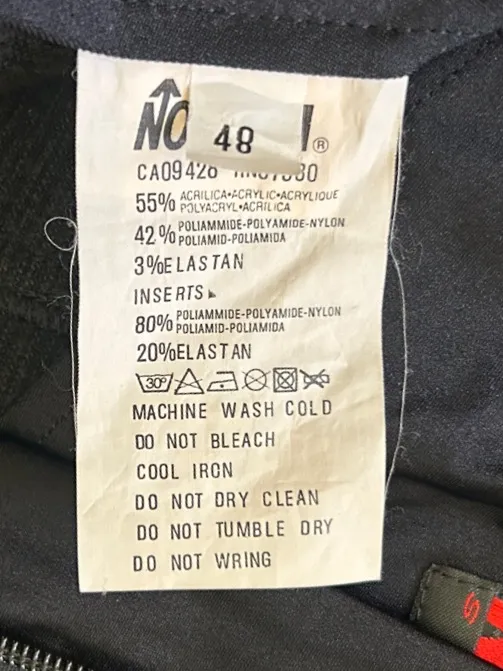 NO
48
®
CA09426
55% ACRILICA•ACRYLIC•ACRYLIQUE
POLYACRYL•ACRILICA
42% POLIAMMIDE-POLYAMIDE-NYLON
POLIAMID-POLIAMIDA
3%ELASTAN
INSERTS
80% POLIAMMIDE-POLYAMIDE-NYLON
POLIAMID-POLIAMIDA
20%ELASTAN
30°
MACHINE WASH COLD
DO NOT BLEACH
COOL IRON
DO NOT DRY CLEAN
DO NOT TUMBLE DRY
DO NOT WRING